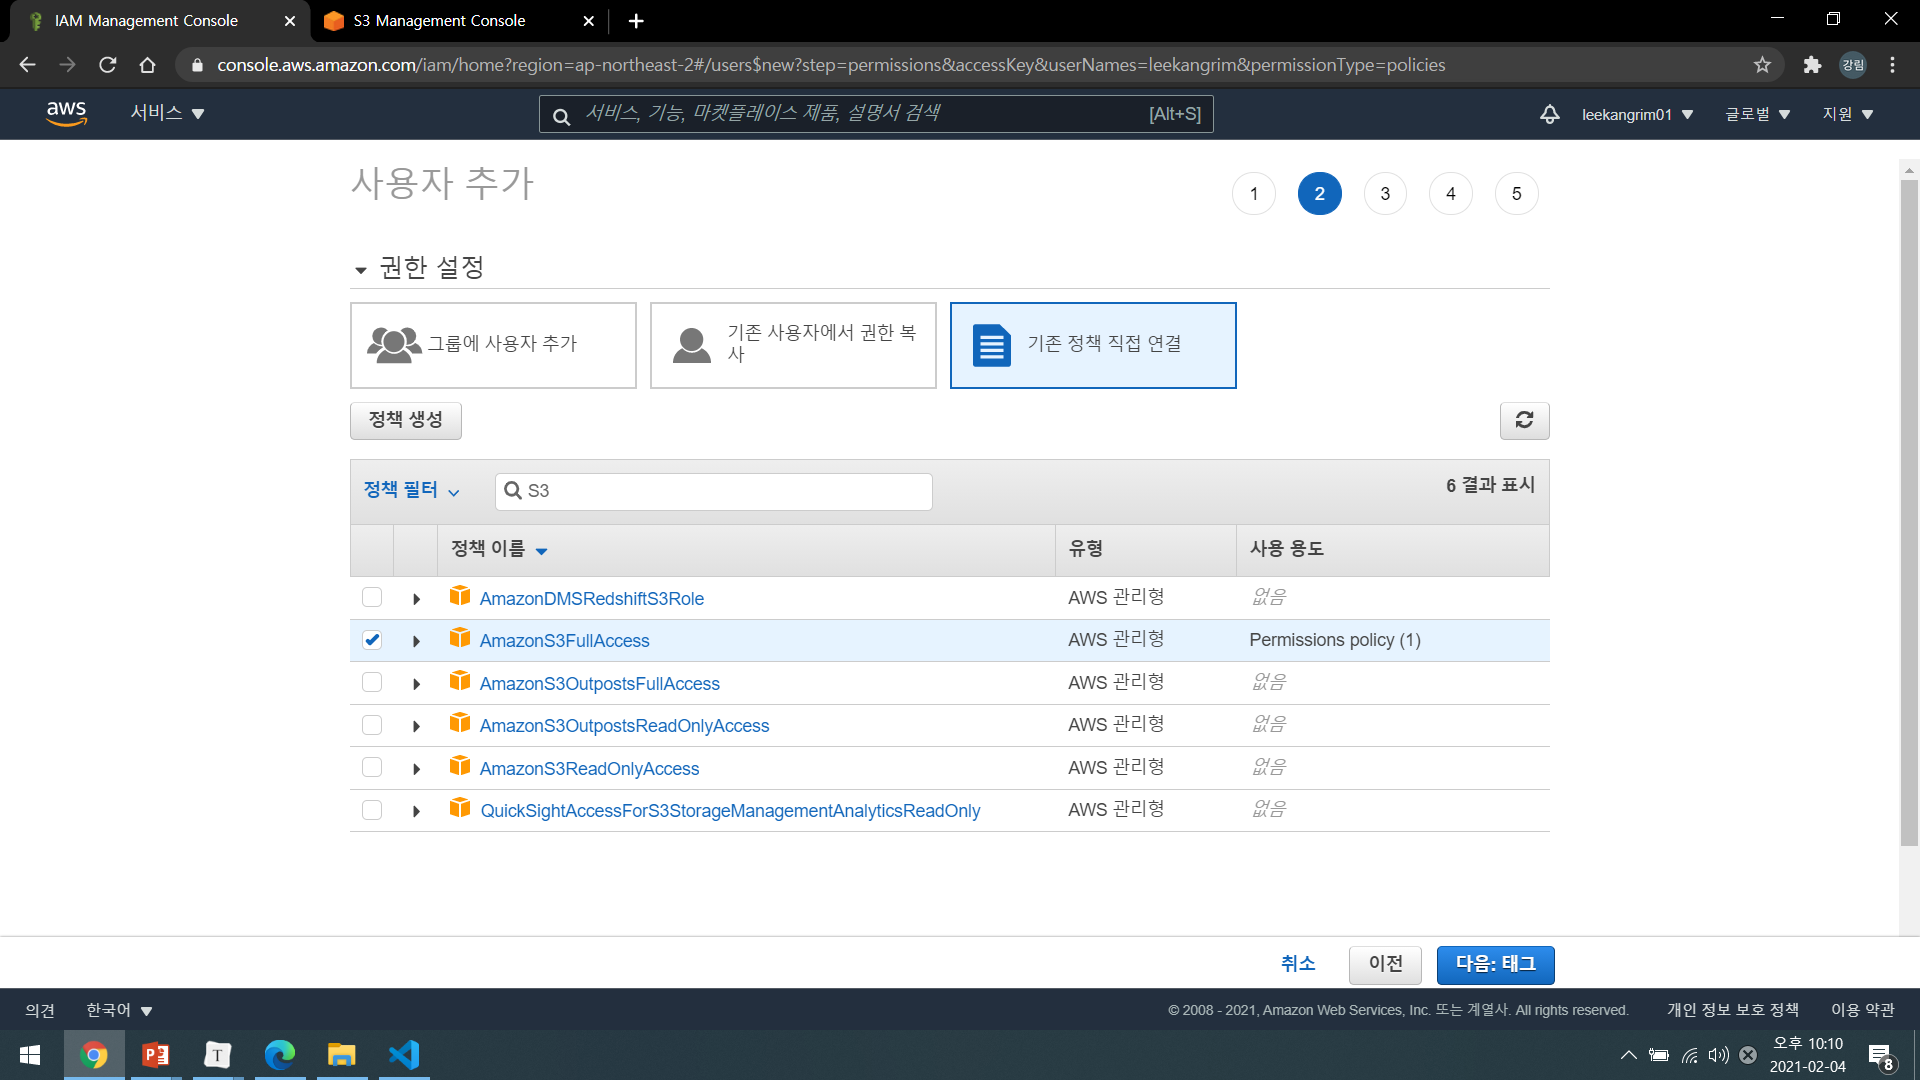 IAM Management Console
S3 Management Console
console.aws.amazon.com/iam/home?region=ap-northeast-2#/users$new?step=permissions&accessKey&userNames=leekangrim&permissionType=policies
강림
aws
서비스
서비스, 기능, 마켓플레이스 제품, 설명서 검색
[Alt+S]
leekangrim01
글로벌
지원
사용자 추가
1
2
3
4
5
권한 설정
그룹에 사용자 추가
기존 사용자에서 권한 복
사
기존 정책 직접 연결
정책 생성
정책 필터
S3
6 결과 표시
정책 이름
유형
사용 용도
AmazonDMSRedshiftS3Role
AWS 관리형
없음
AmazonS3FullAccess
AWS 관리형
Permissions policy (1)
AmazonS3OutpostsFullAccess
AWS 관리형
없음
AmazonS3OutpostsReadOnlyAccess
AWS 관리형
없음
AmazonS3ReadOnlyAccess
AWS 관리형
없음
QuickSightAccessForS3StorageManagementAnalyticsReadOnly
AWS 관리형
없음
취소
이전
다음: 태그
의견
한국어
© 2008 - 2021, Amazon Web Services, Inc. 또는 계열사. All rights reserved.
개인 정보 보호 정책
이용 약관
P
T
오후 10:10
2021-02-04
8